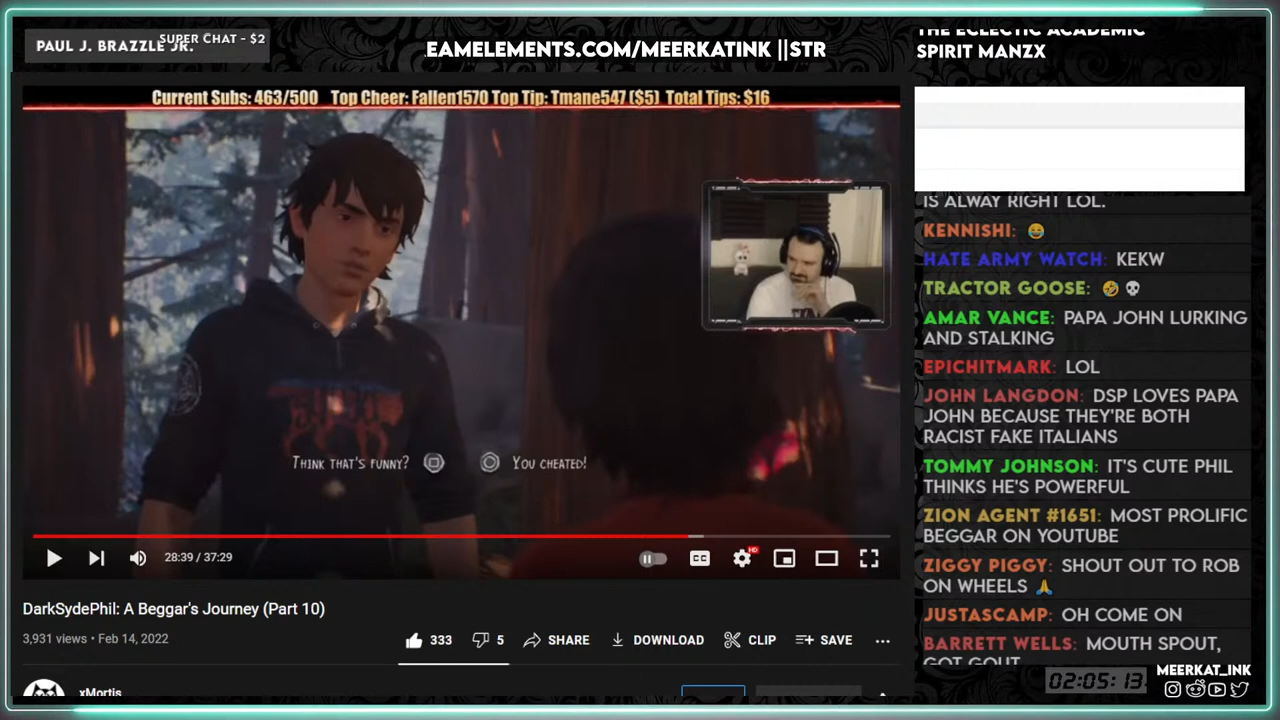 PAUL J. BRAZZLE JR.
SUPER CHAT - $2
EAMELEMENTS.COM/MEERKATINK ||STR
THE ECLECTIC ACADEMIC
SPIRIT MANZX
Current Subs: 463/500 Top Cheer: Fallen1570 Top Tip: Tmane547 ($5) Total Tips: $16
THINK THAT'S FUNNY?
YOU CHEATED!
28:39 / 37:29
HD
CC
DarkSydePhil: A Beggar's Journey (Part 10)
3,931 views • Feb 14, 2022
333
5
SHARE
DOWNLOAD
CLIP
SAVE
xMortis
IS ALWAY RIGHT LOL.
KENNISHI: 😂
HATE ARMY WATCH: KEKW
TRACTOR GOOSE: 🤣💀
AMAR VANCE: PAPA JOHN LURKING
AND STALKING
EPICHITMARK: LOL
JOHN LANGDON: DSP LOVES PAPA
JOHN BECAUSE THEY'RE BOTH
RACIST FAKE ITALIANS
TOMMY JOHNSON: IT'S CUTE PHIL
THINKS HE'S POWERFUL
ZION AGENT #1651: MOST PROLIFIC
BEGGAR ON YOUTUBE
ZIGGY PIGGY: SHOUT OUT TO ROB
ON WHEELS 🙏
JUSTASCAMP: OH COME ON
BARRETT WELLS: MOUTH SPOUT,
GOT GOUT
02:05:13
MEERKAT_INK